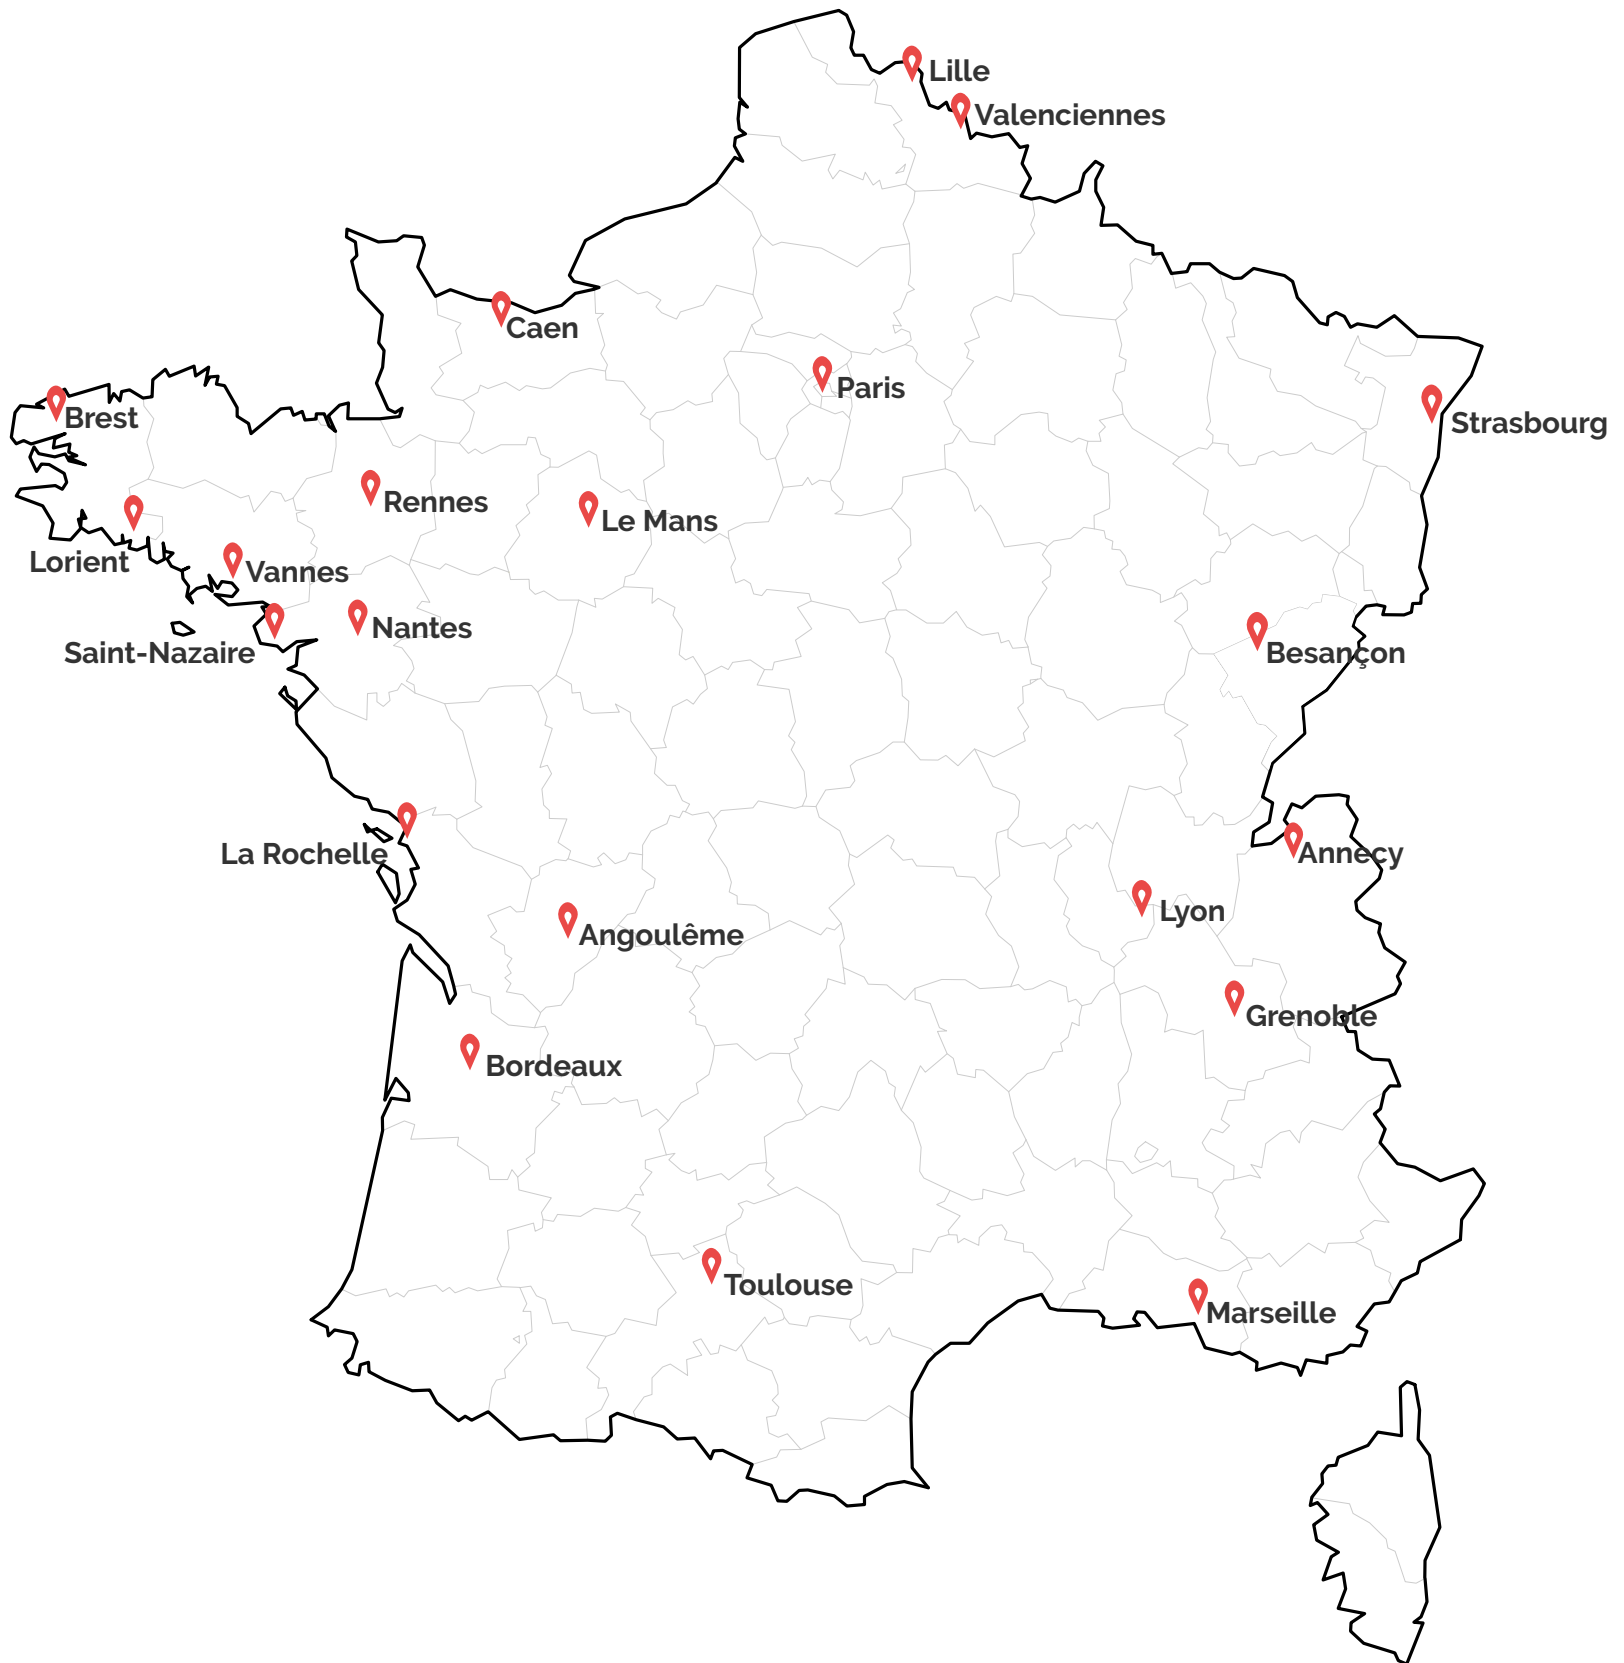 Lille
Valenciennes
Caen
Paris
Brest
Strasbourg
Rennes
Le Mans
Lorient
Vannes
Nantes
Saint-Nazaire
Besançon
La Rochelle
Annecy
Lyon
Angoulême
Grenoble
Bordeaux
Toulouse
Marseille